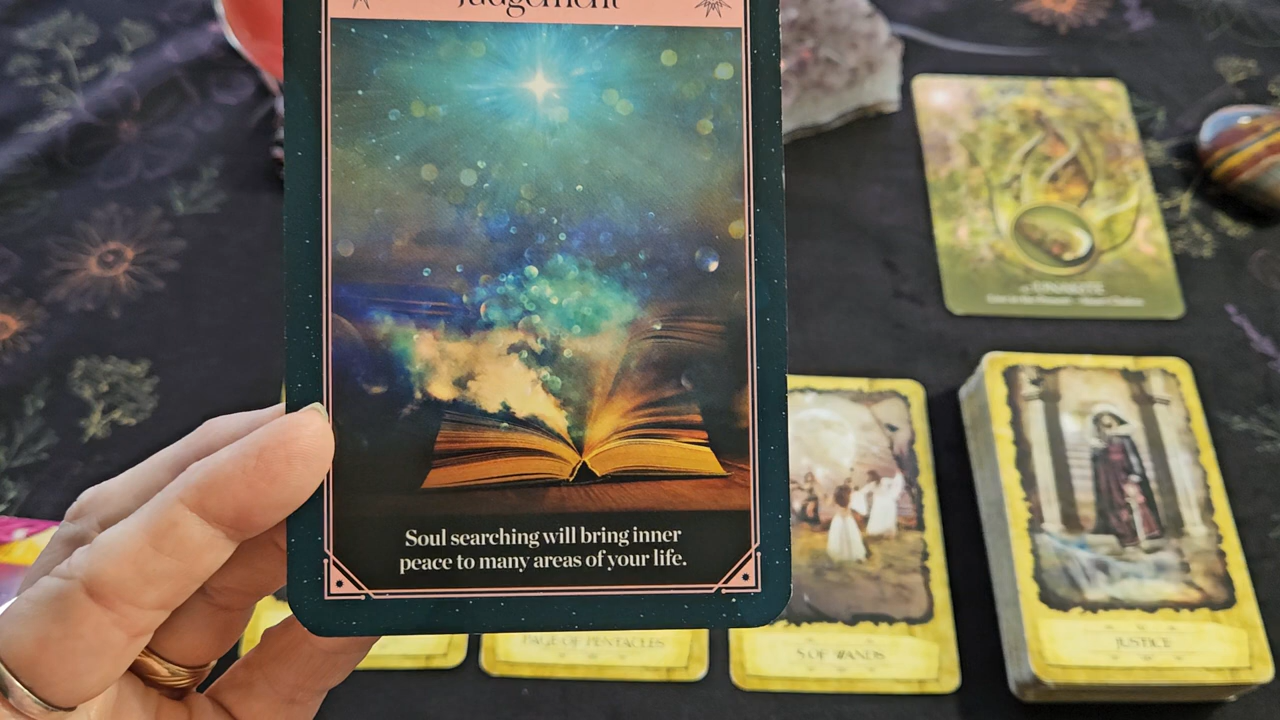 Judgement
Soul searching will bring inner
peace to many areas of your life.
PAGE OF PENTACLES
5 OF WANDS
JUSTICE